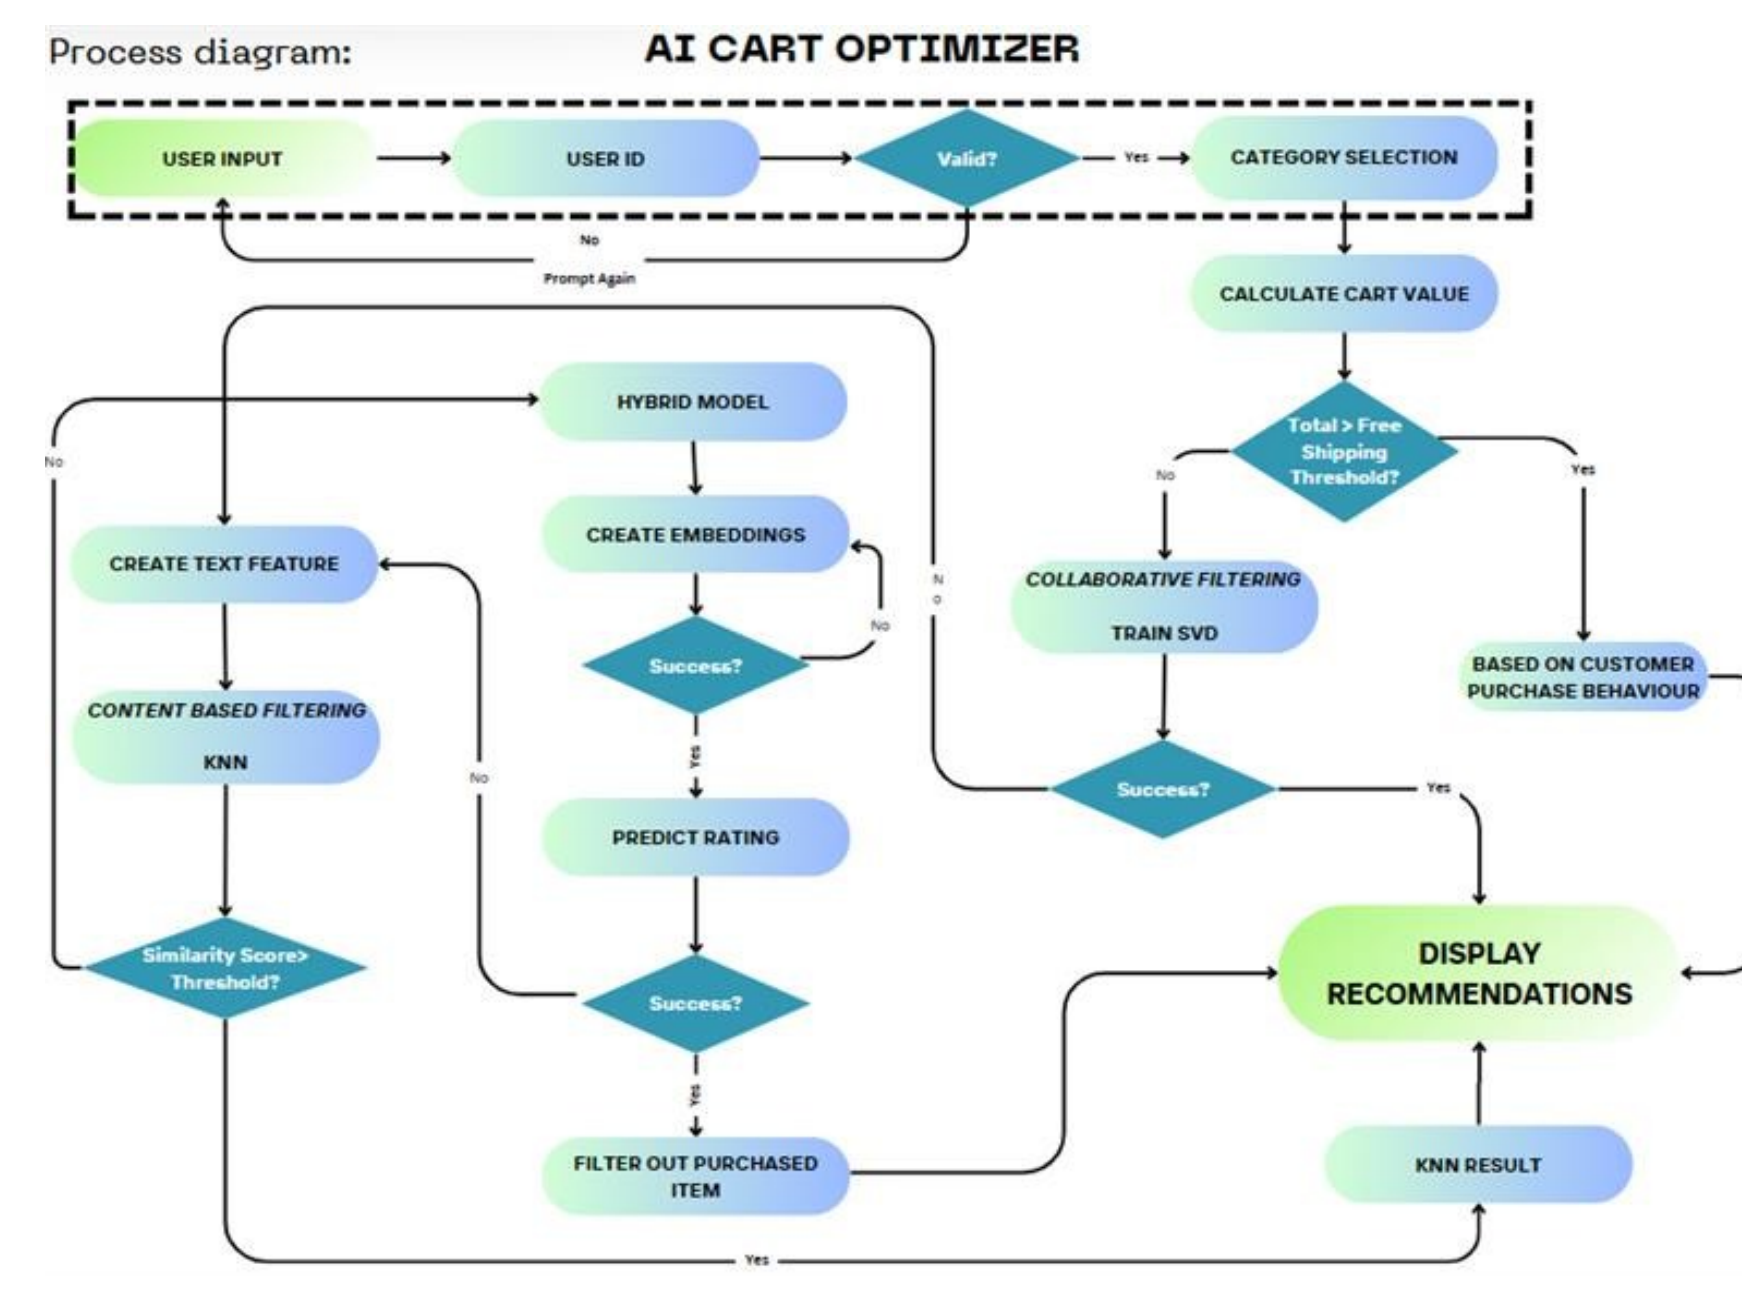 Process diagram:
AI CART OPTIMIZER
USER INPUT
USER ID
Valid?
Yes
CATEGORY SELECTION
No
Prompt Again
CALCULATE CART VALUE
HYBRID MODEL
Total > Free
Shipping
Threshold?
No
No
Yes
CREATE EMBEDDINGS
CREATE TEXT FEATURE
N
o
COLLABORATIVE FILTERING
TRAIN SVD
No
Success?
BASED ON CUSTOMER
PURCHASE BEHAVIOUR
CONTENT BASED FILTERING
KNN
Yes
No
Success?
Yes
PREDICT RATING
Similarity Score>
Threshold?
Success?
DISPLAY
RECOMMENDATIONS
Yes
FILTER OUT PURCHASED
ITEM
KNN RESULT
Yes